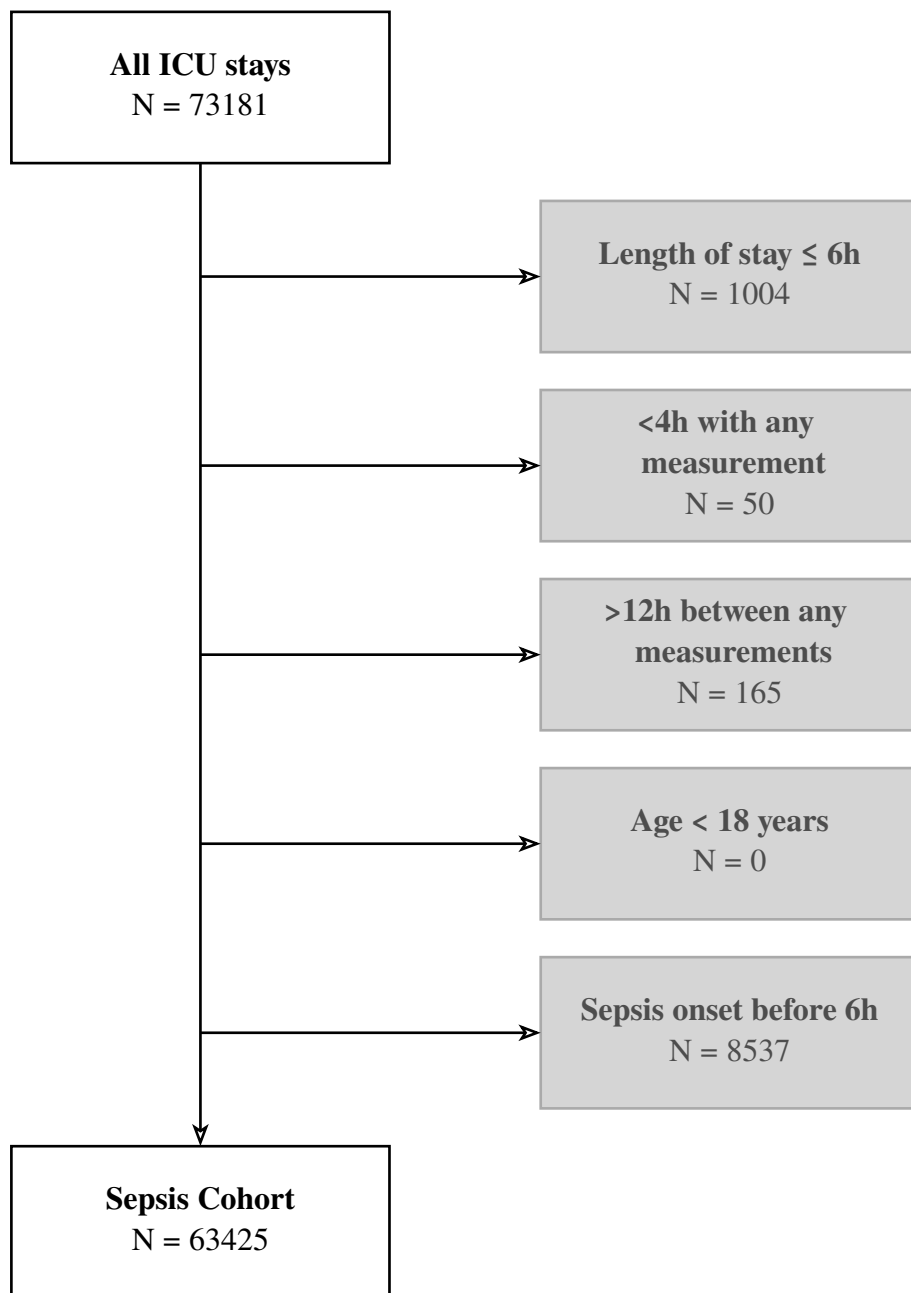 All ICU stays
N = 73181
Length of stay ≤ 6h
N = 1004
<4h with any
measurement
N = 50
>12h between any
measurements
N = 165
Age < 18 years
N = 0
Sepsis onset before 6h
N = 8537
Sepsis Cohort
N = 63425